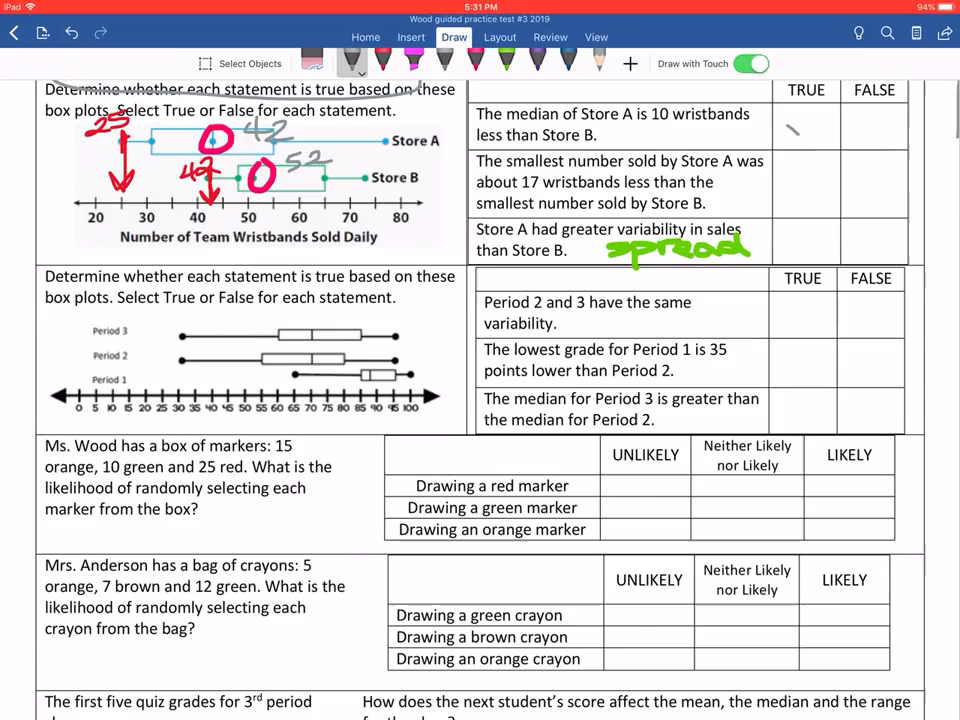 iPad 5:31 PM 94%
Wood guided practice test #3 2019
Home Insert Draw Layout Review View
Select Objects Draw with Touch
Determine whether each statement is true based on these
box plots. Select True or False for each statement.
25 42 Store A
42 52 Store B
20 30 40 50 60 70 80
Number of Team Wristbands Sold Daily
TRUE FALSE
The median of Store A is 10 wristbands
less than Store B.
The smallest number sold by Store A was
about 17 wristbands less than the
smallest number sold by Store B.
Store A had greater variability in sales
than Store B. spread
Determine whether each statement is true based on these
box plots. Select True or False for each statement.
Period 3
Period 2
Period 1
0 5 10 15 20 25 30 35 40 45 50 55 60 65 70 75 80 85 90 95 100
TRUE FALSE
Period 2 and 3 have the same
variability.
The lowest grade for Period 1 is 35
points lower than Period 2.
The median for Period 3 is greater than
the median for Period 2.
Ms. Wood has a box of markers: 15
orange, 10 green and 25 red. What is the
likelihood of randomly selecting each
marker from the box?
UNLIKELY Neither Likely LIKELY
nor Likely
Drawing a red marker
Drawing a green marker
Drawing an orange marker
Mrs. Anderson has a bag of crayons: 5
orange, 7 brown and 12 green. What is the
likelihood of randomly selecting each
crayon from the bag?
UNLIKELY Neither Likely LIKELY
nor Likely
Drawing a green crayon
Drawing a brown crayon
Drawing an orange crayon
The first five quiz grades for 3rd period
How does the next student's score affect the mean, the median and the range